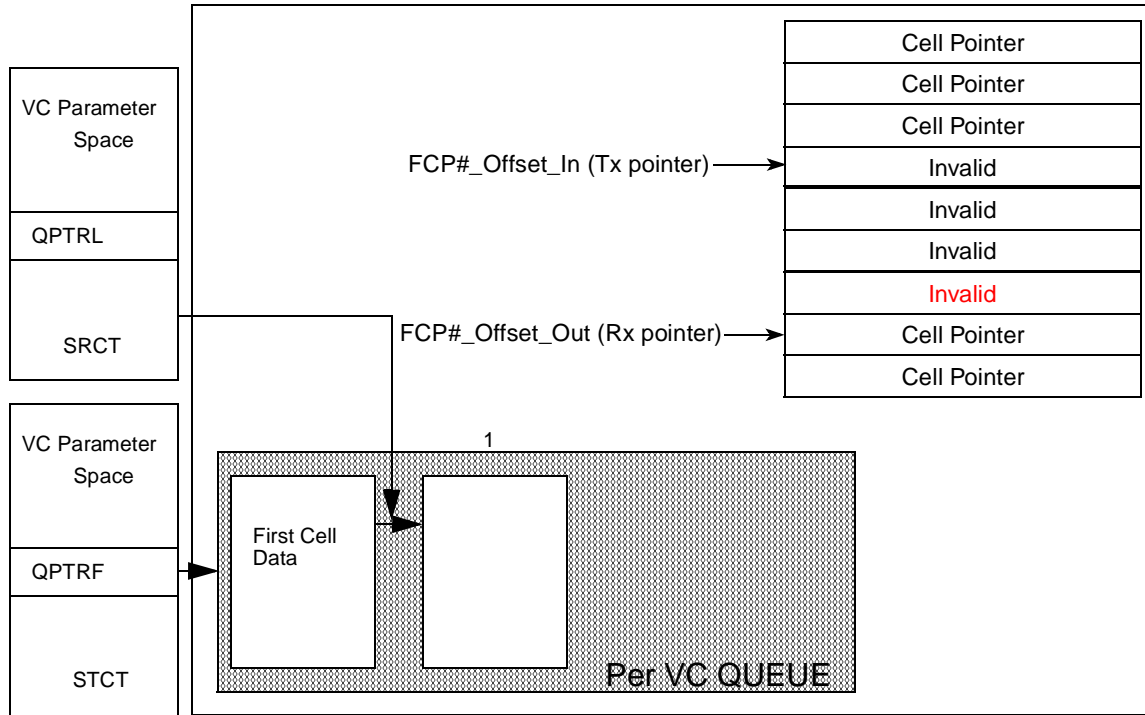 VC Parameter
Space
QPTRL
SRCT
VC Parameter
Space
QPTRF
STCT
Cell Pointer
Cell Pointer
Cell Pointer
FCP#_Offset_In (Tx pointer)
Invalid
Invalid
Invalid
Invalid
FCP#_Offset_Out (Rx pointer)
Cell Pointer
Cell Pointer
1
First Cell
Data
Per VC QUEUE